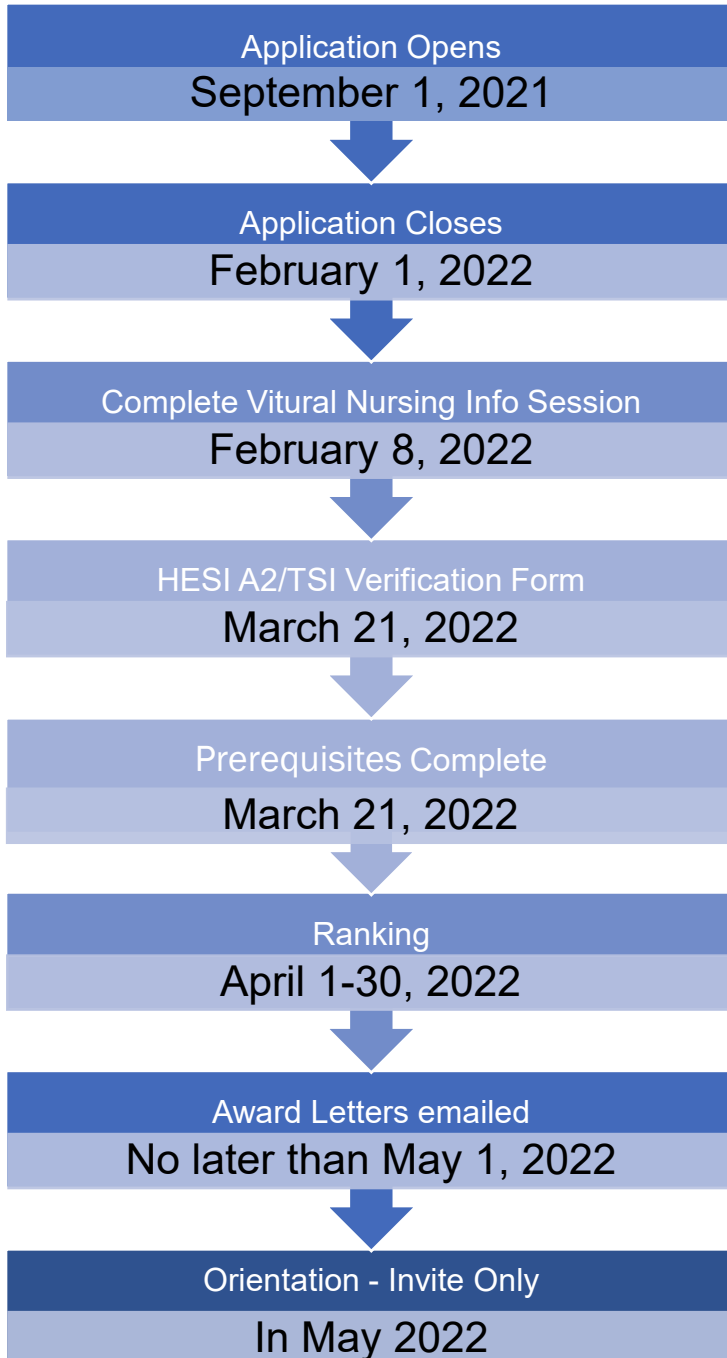 Application Opens
September 1, 2021
Application Closes
February 1, 2022
Complete Vitural Nursing Info Session
February 8, 2022
HESI A2/TSI Verification Form
March 21, 2022
Prerequisites Complete
March 21, 2022
Ranking
April 1-30, 2022
Award Letters emailed
No later than May 1, 2022
Orientation - Invite Only
In May 2022